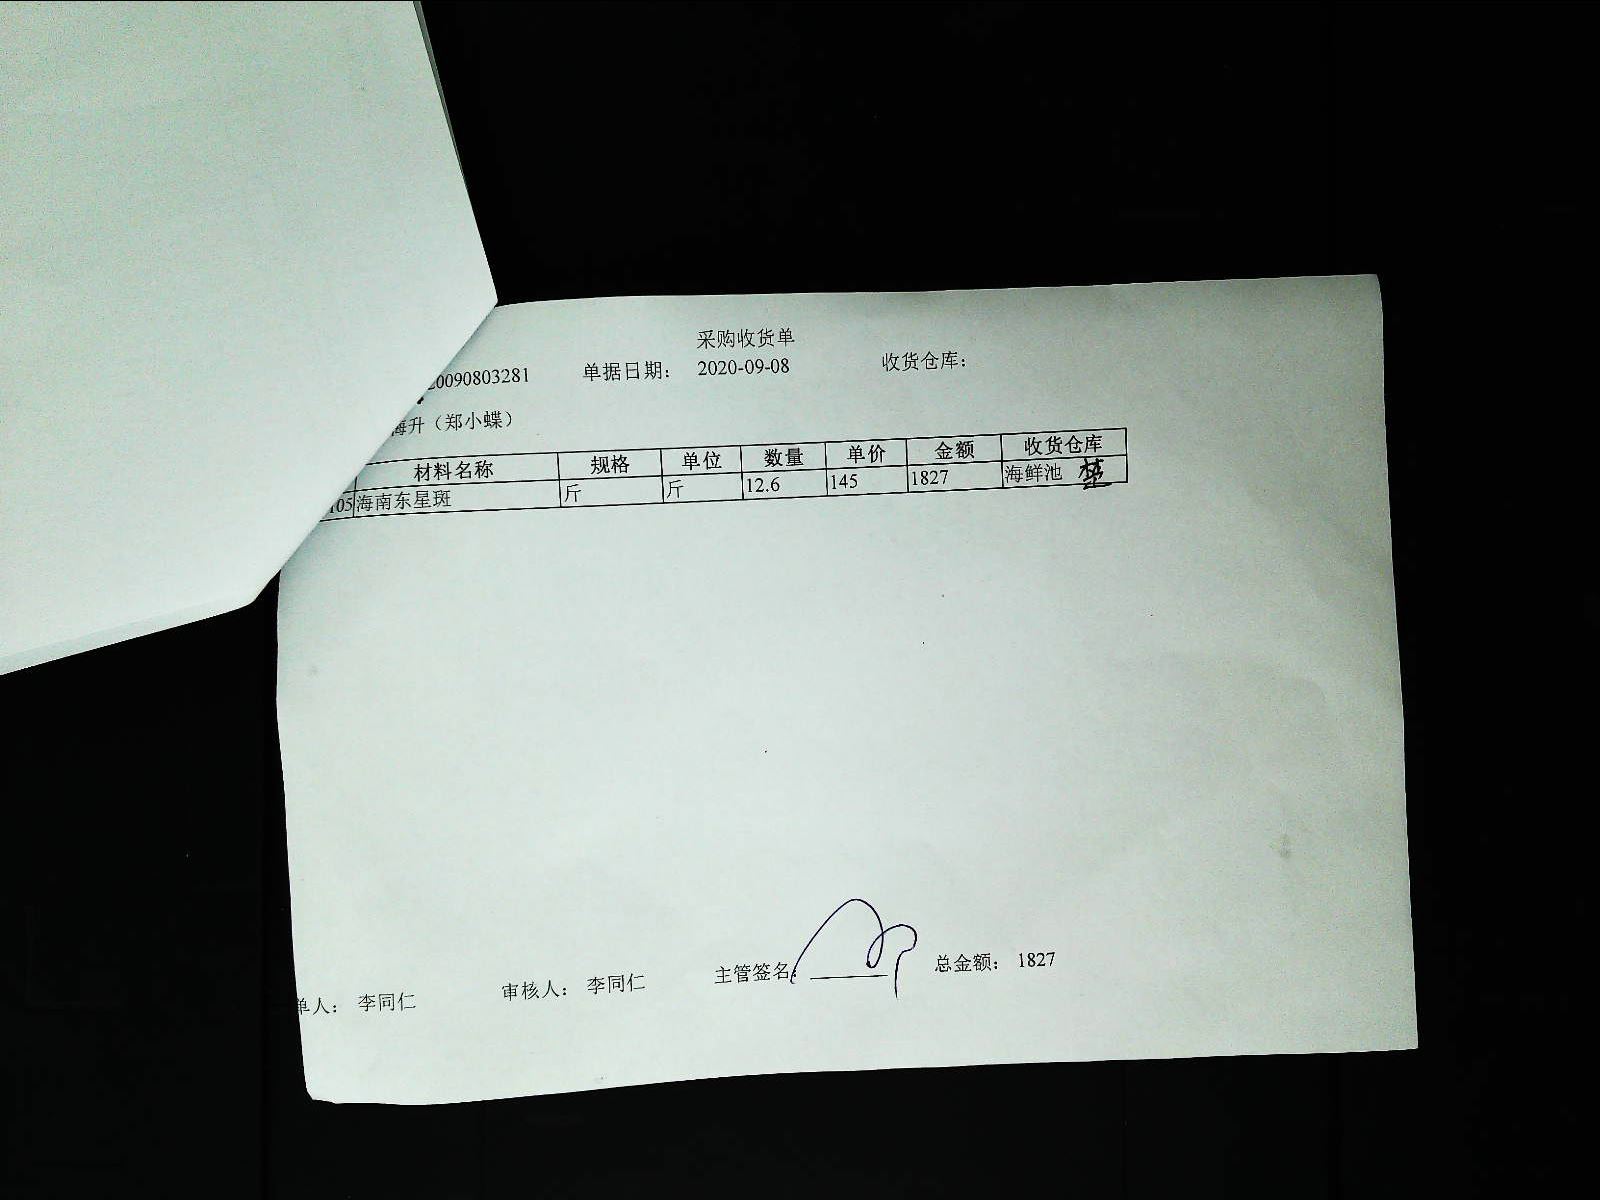 采购收货单
20090803281 单据日期： 2020-09-08 收货仓库：
海升（郑小蝶）
材料名称 规格 单位 数量 单价 金额 收货仓库
105 海南东星斑 斤 斤 12.6 145 1827 海鲜池
单人： 李同仁 审核人： 李同仁 主管签名： 总金额： 1827